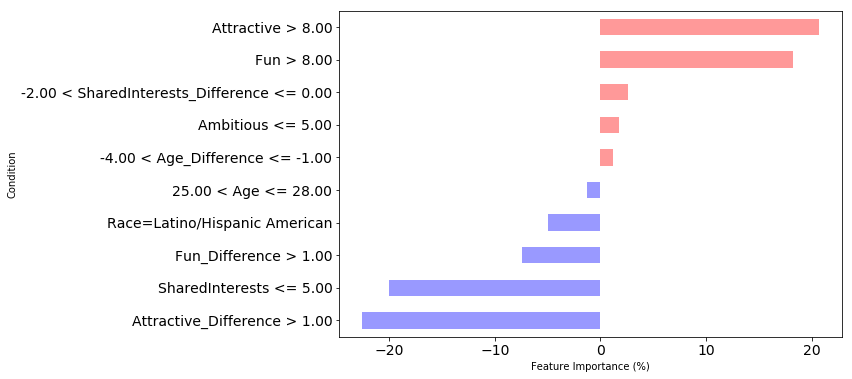 Attractive > 8.00
Fun > 8.00
-2.00 < SharedInterests_Difference <= 0.00
Ambitious <= 5.00
-4.00 < Age_Difference <= -1.00
25.00 < Age <= 28.00
Race=Latino/Hispanic American
Fun_Difference > 1.00
SharedInterests <= 5.00
Attractive_Difference > 1.00
Condition
−20 −10 0 10 20
Feature Importance (%)